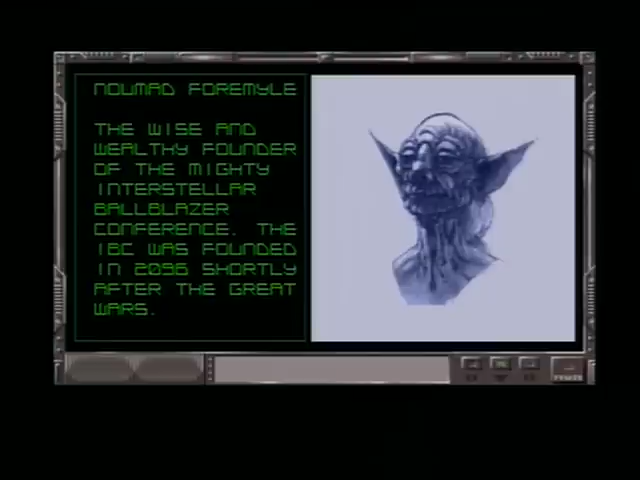 NOUMAD FOREMYLE
THE WISE AND
WEALTHY FOUNDER
OF THE MIGHTY
INTERSTELLAR
BALLBLAZER
CONFERENCE. THE
IBC WAS FOUNDED
IN 2096 SHORTLY
AFTER THE GREAT
WARS.